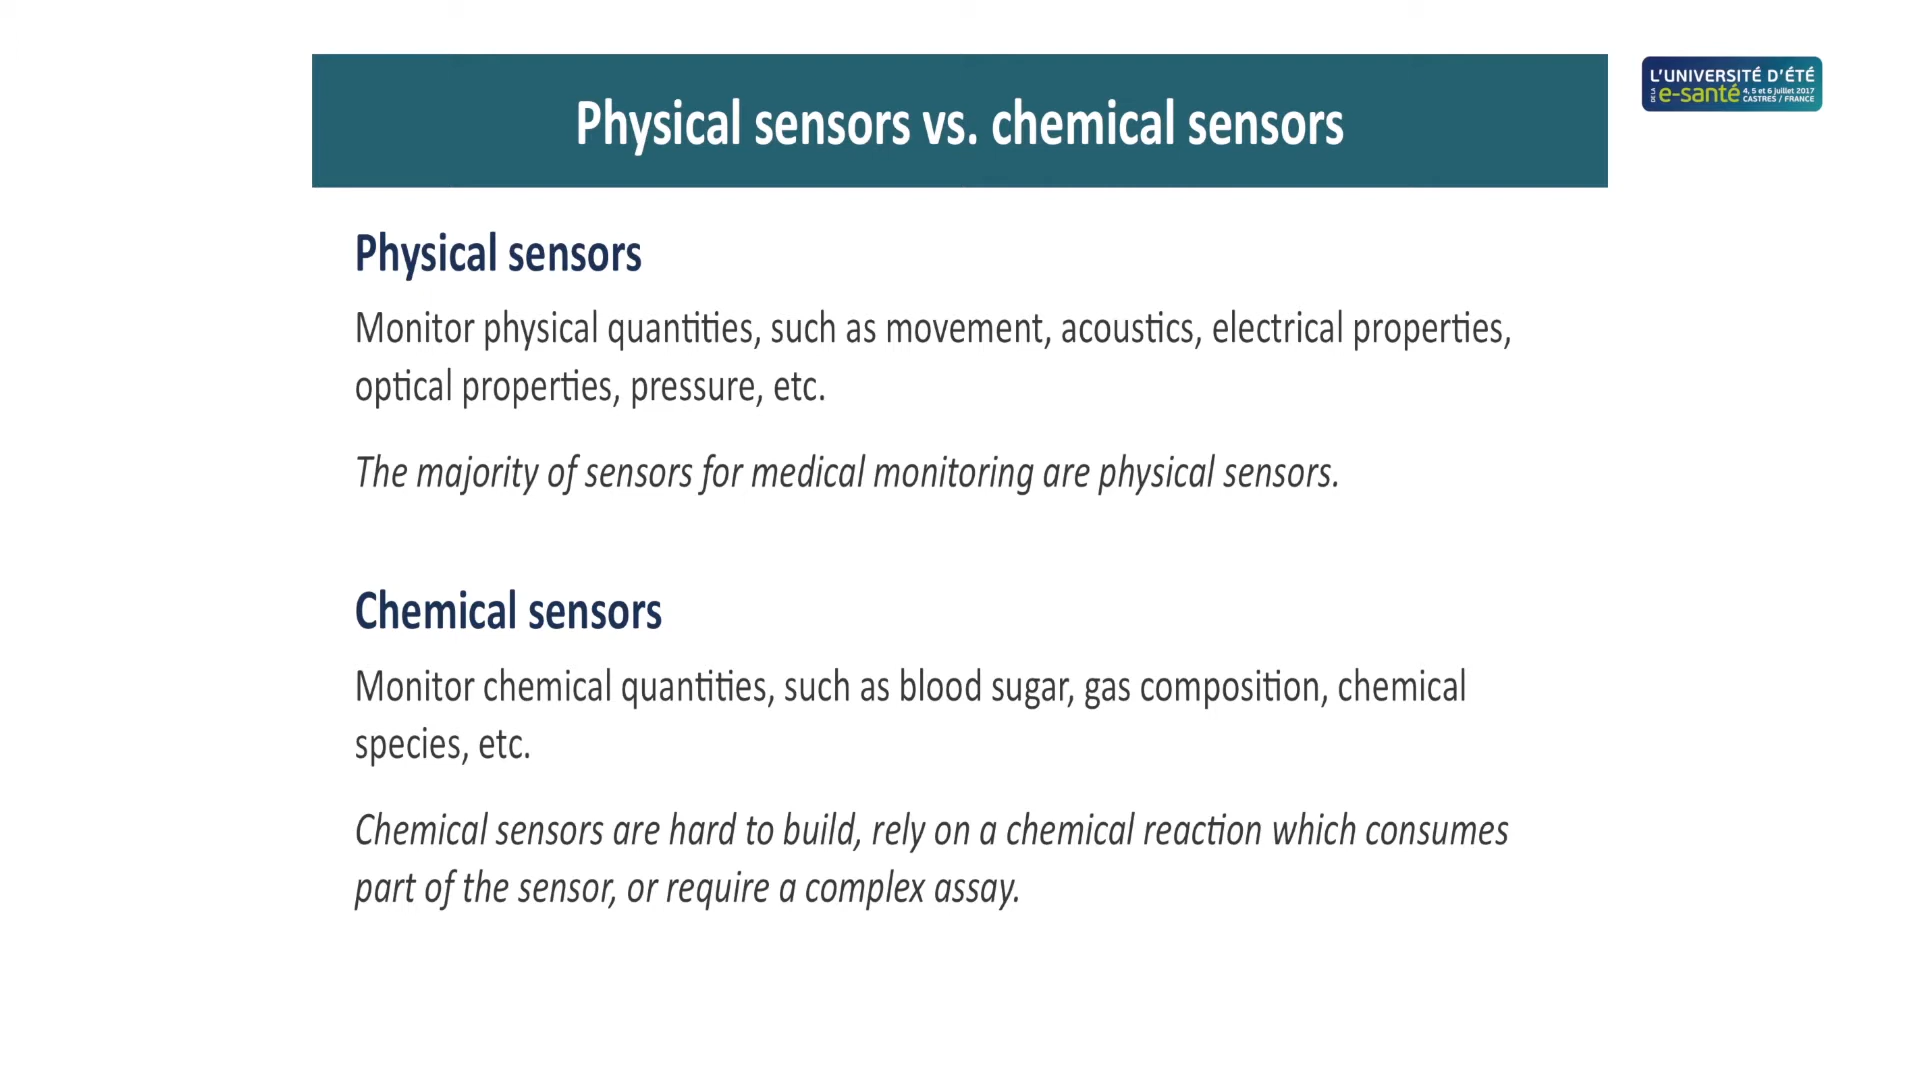 Physical sensors vs. chemical sensors
L'UNIVERSITÉ D'ÉTÉ
DE LA e-santé 4, 5 et 6 juillet 2017
CASTRES / FRANCE
Physical sensors
Monitor physical quantities, such as movement, acoustics, electrical properties,
optical properties, pressure, etc.
The majority of sensors for medical monitoring are physical sensors.
Chemical sensors
Monitor chemical quantities, such as blood sugar, gas composition, chemical
species, etc.
Chemical sensors are hard to build, rely on a chemical reaction which consumes
part of the sensor, or require a complex assay.